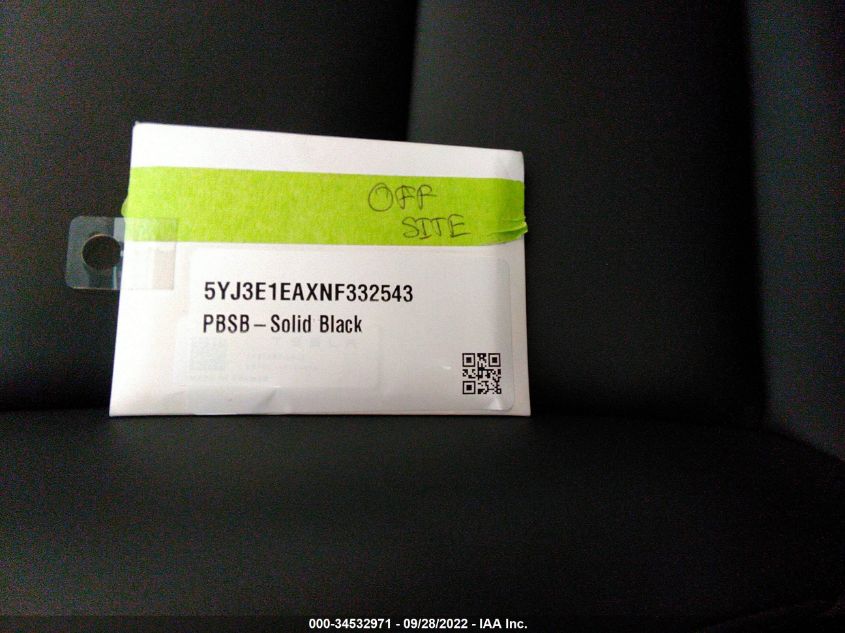 OFF
SITE
5YJ3E1EAXNF332543
PBSB – Solid Black
000-34532971 - 09/28/2022 - IAA Inc.